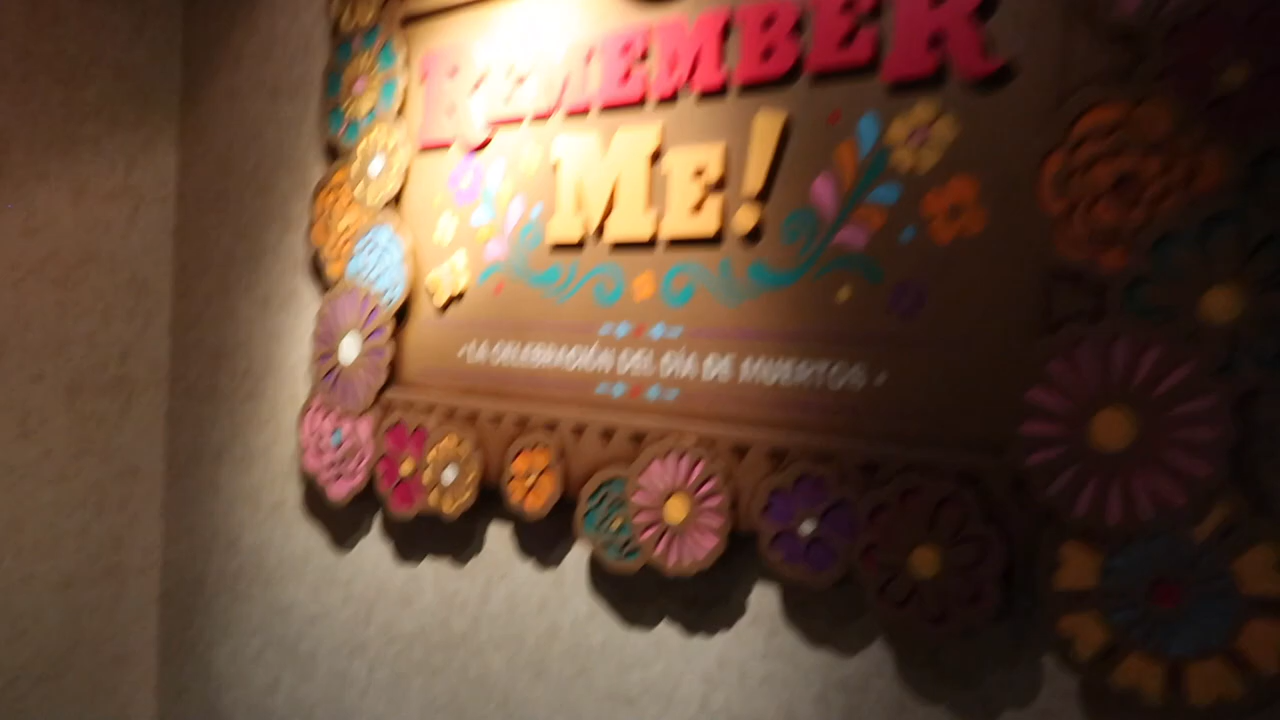 REMEMBER
ME!
•LA CELEBRACIÓN DEL DÍA DE MUERTOS•